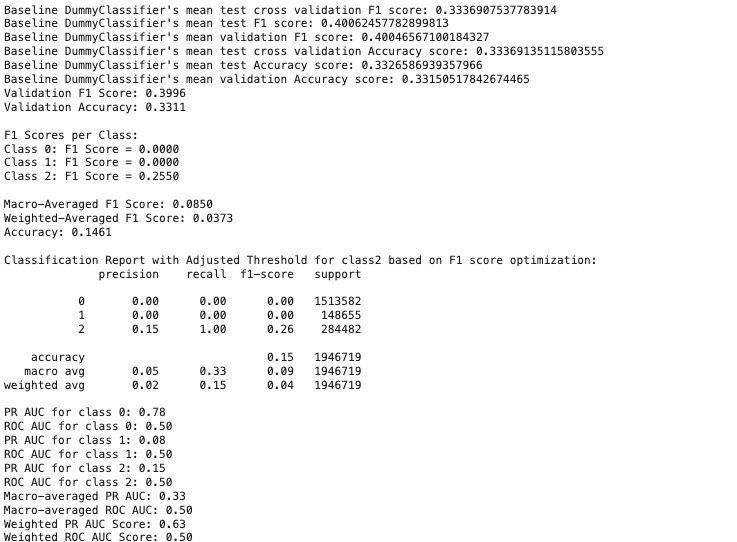 Baseline DummyClassifier's mean test cross validation F1 score: 0.3336907537783914
Baseline DummyClassifier's mean test F1 score: 0.40062457782899813
Baseline DummyClassifier's mean validation F1 score: 0.40046567100184327
Baseline DummyClassifier's mean test cross validation Accuracy score: 0.33369135115803555
Baseline DummyClassifier's mean test Accuracy score: 0.3326586939357966
Baseline DummyClassifier's mean validation Accuracy score: 0.33150517842674465
Validation F1 Score: 0.3996
Validation Accuracy: 0.3311

F1 Scores per Class:
Class 0: F1 Score = 0.0000
Class 1: F1 Score = 0.0000
Class 2: F1 Score = 0.2550

Macro-Averaged F1 Score: 0.0850
Weighted-Averaged F1 Score: 0.0373
Accuracy: 0.1461

Classification Report with Adjusted Threshold for class2 based on F1 score optimization:
              precision    recall  f1-score   support

           0       0.00      0.00      0.00   1513582
           1       0.00      0.00      0.00    148655
           2       0.15      1.00      0.26    284482

    accuracy                           0.15   1946719
   macro avg       0.05      0.33      0.09   1946719
weighted avg       0.02      0.15      0.04   1946719

PR AUC for class 0: 0.78
ROC AUC for class 0: 0.50
PR AUC for class 1: 0.08
ROC AUC for class 1: 0.50
PR AUC for class 2: 0.15
ROC AUC for class 2: 0.50
Macro-averaged PR AUC: 0.33
Macro-averaged ROC AUC: 0.50
Weighted PR AUC Score: 0.63
Weighted ROC AUC Score: 0.50